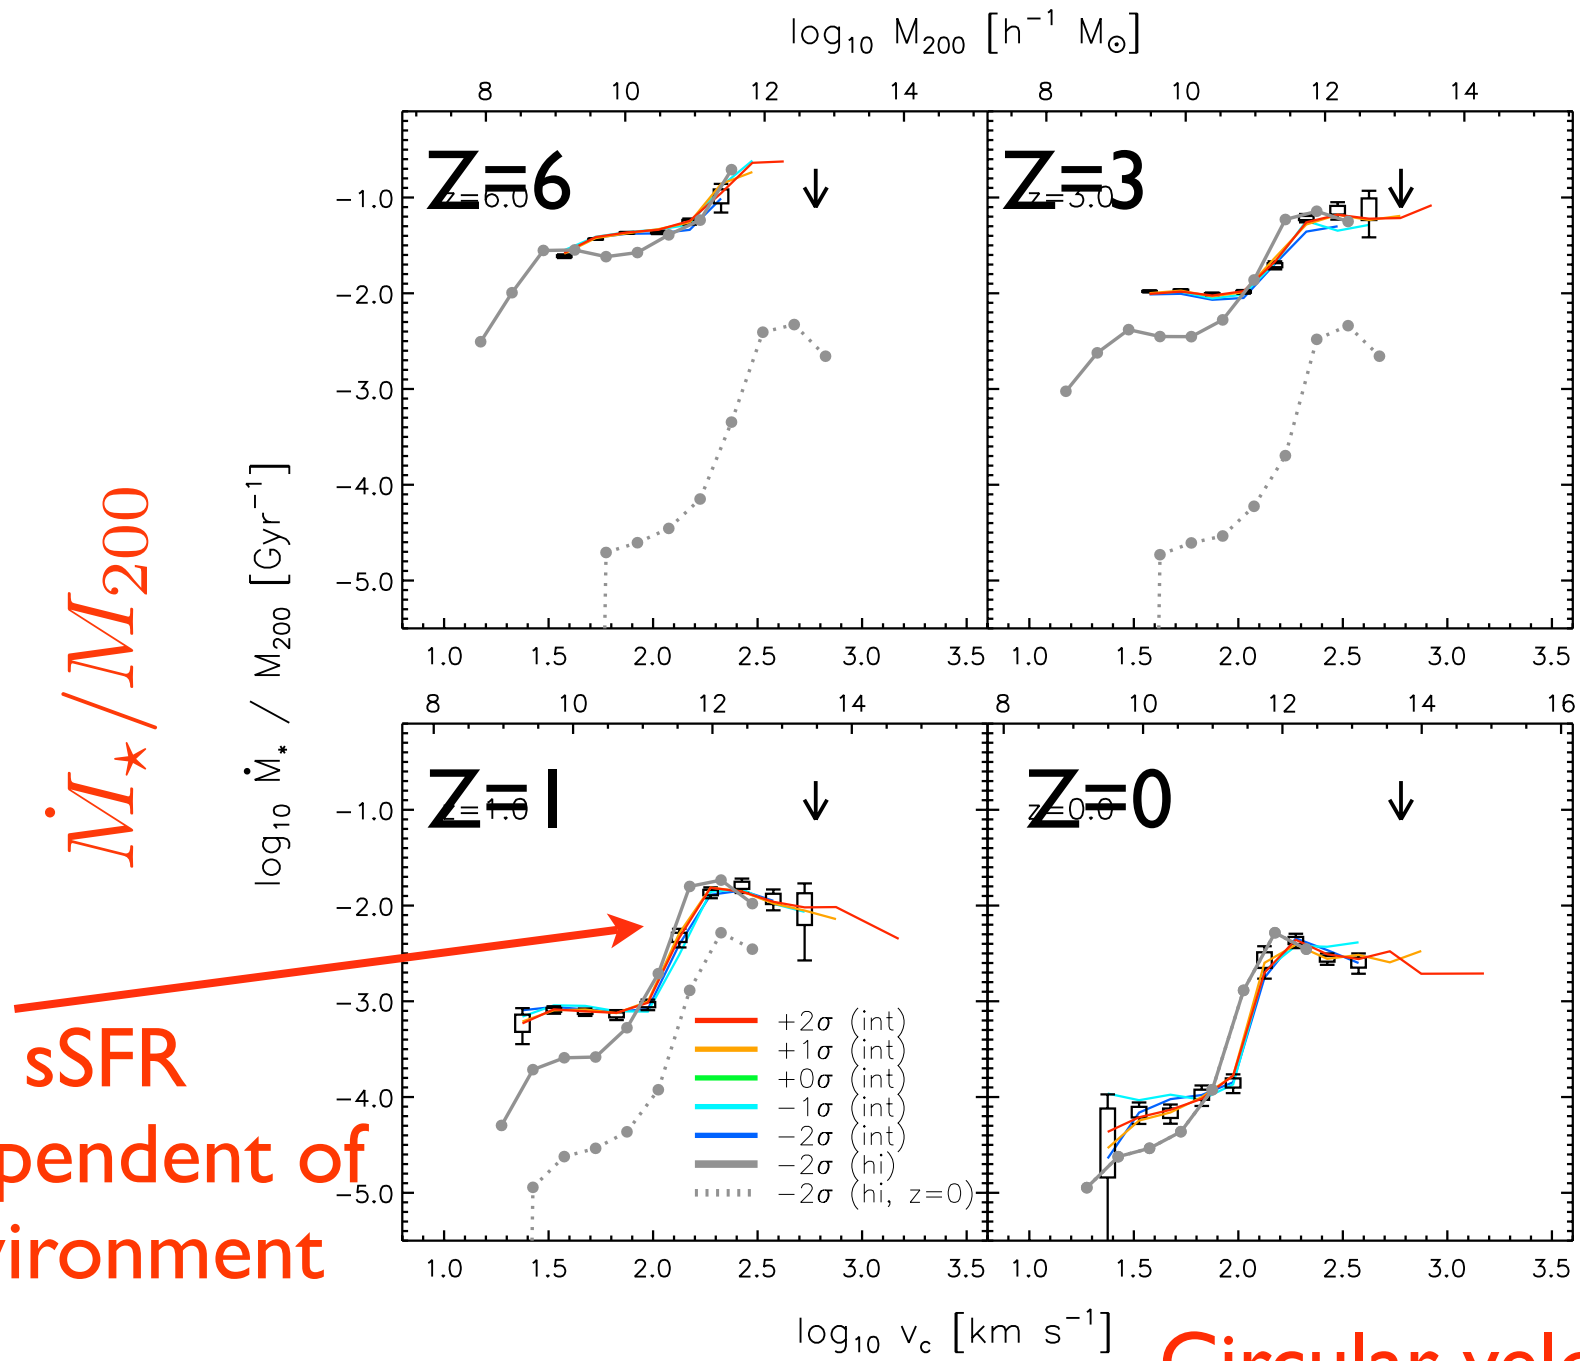 log₁₀ M₂₀₀ [h⁻¹ M⊙]
8 10 12 14
8 10 12 14
Z=6
z=6.0
Z=3
z=3.0
−1.0
−2.0
−3.0
−4.0
−5.0
1.0 1.5 2.0 2.5 3.0 3.5
1.0 1.5 2.0 2.5 3.0 3.5
Ṁ⋆/M₂₀₀
log₁₀ Ṁ* / M₂₀₀ [Gyr⁻¹]
8 10 12 14
8 10 12 14 16
Z=1
z=1.0
Z=0
z=0.0
−1.0
−2.0
−3.0
−4.0
−5.0
+2σ (int)
+1σ (int)
+0σ (int)
−1σ (int)
−2σ (int)
−2σ (hi)
−2σ (hi, z=0)
sSFR
pendent of
vironment
1.0 1.5 2.0 2.5 3.0 3.5
1.0 1.5 2.0 2.5 3.0 3.5
log₁₀ v_c [km s⁻¹]
Circular velo